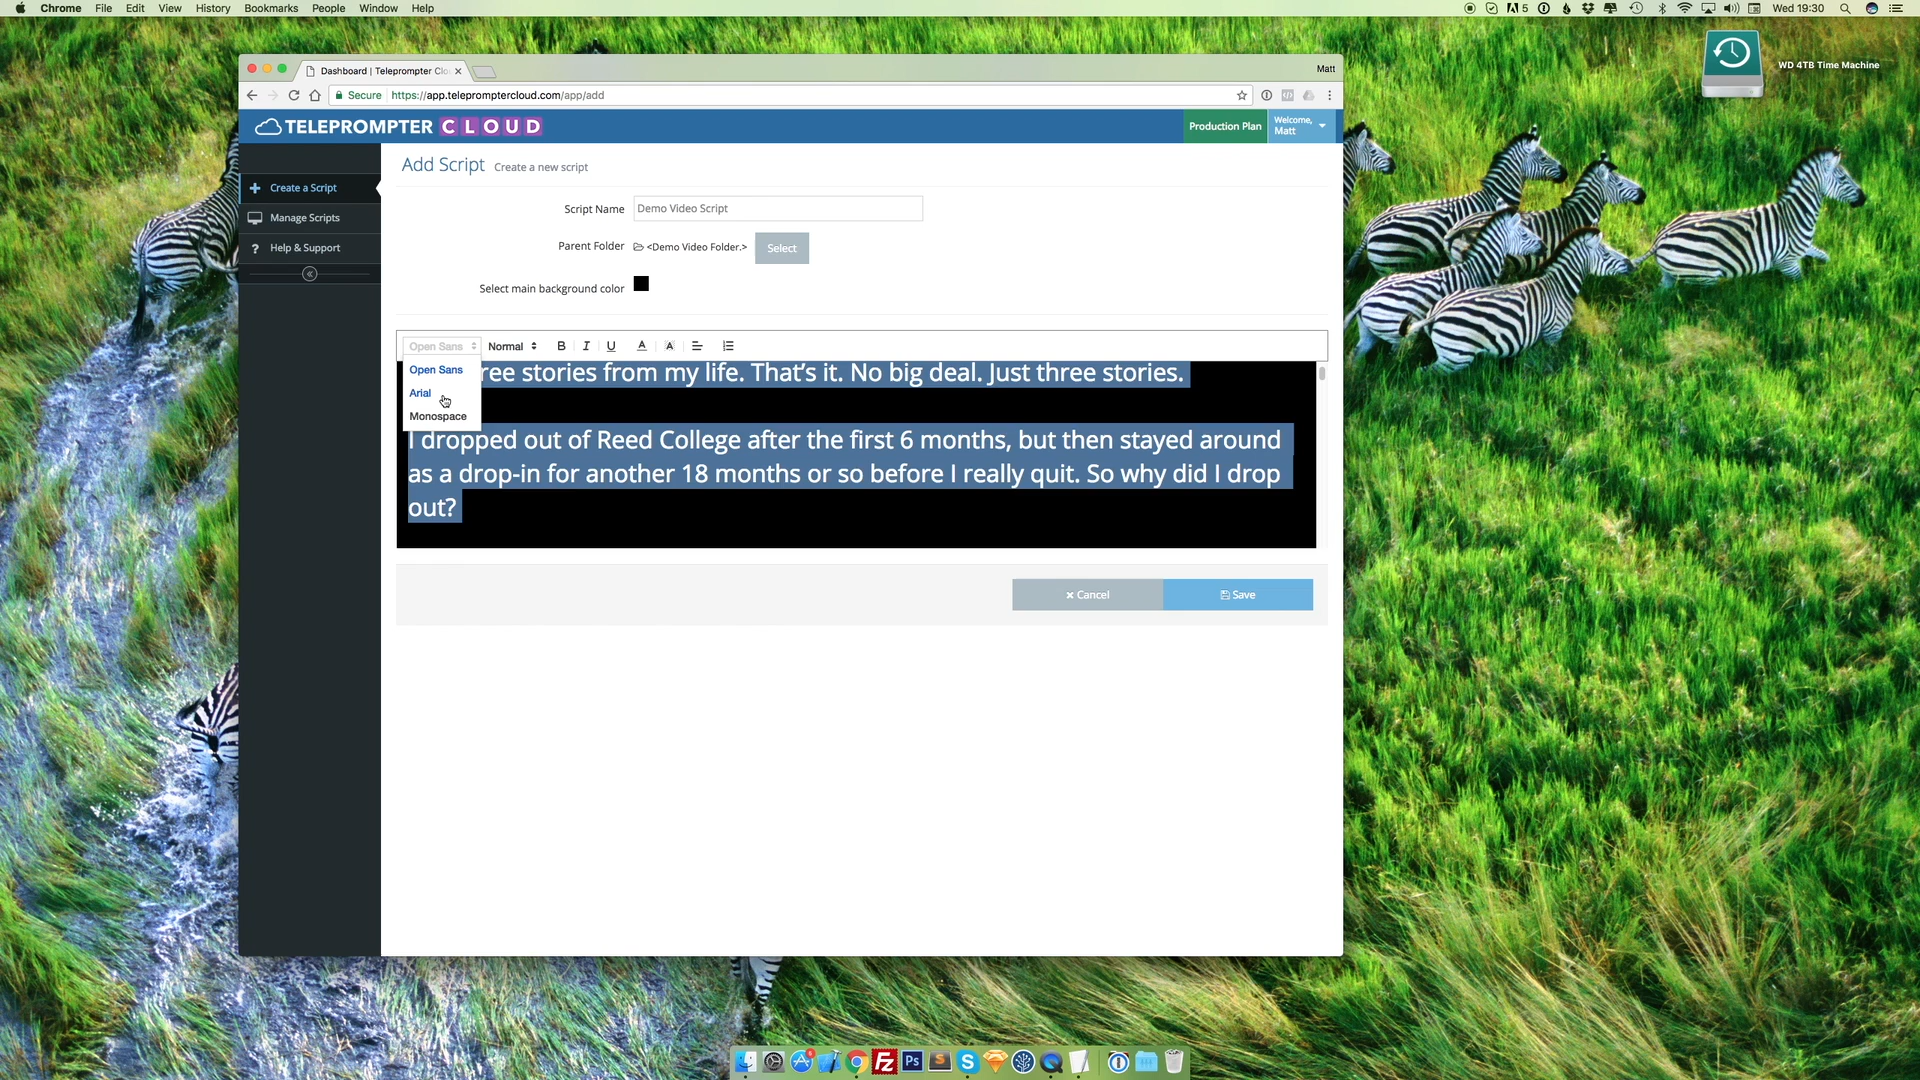 Chrome File Edit View History Bookmarks People Window Help
5 Wed 19:30
WD 4TB Time Machine
Dashboard | Teleprompter Clo
Matt
Secure https://app.telepromptercloud.com/app/add
TELEPROMPTER CLOUD
Production Plan
Welcome,
Matt
Create a Script
Manage Scripts
Help & Support
Add Script Create a new script
Script Name Demo Video Script
Parent Folder <Demo Video Folder.> Select
Select main background color
Open Sans Normal B I U A A
Open Sans
Arial
Monospace
ree stories from my life. That's it. No big deal. Just three stories.
I dropped out of Reed College after the first 6 months, but then stayed around
as a drop-in for another 18 months or so before I really quit. So why did I drop
out?
Cancel
Save
Fz Ps S S